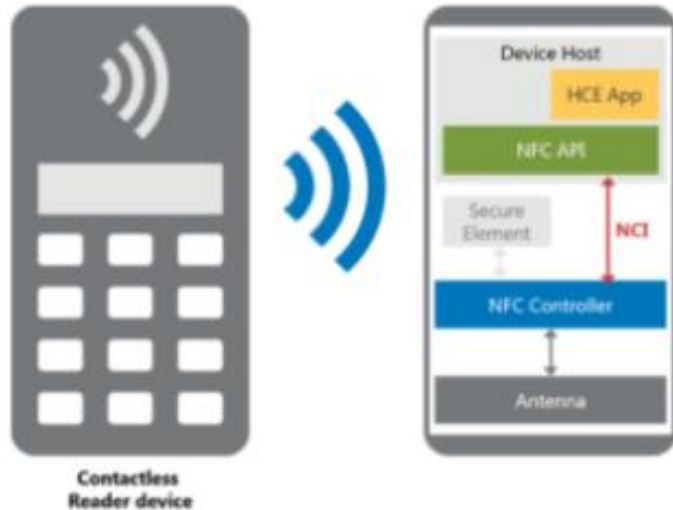 Device Host
HCE App
NFC API
Secure
Element
NCI
NFC Controller
Antenna
Contactless
Reader device